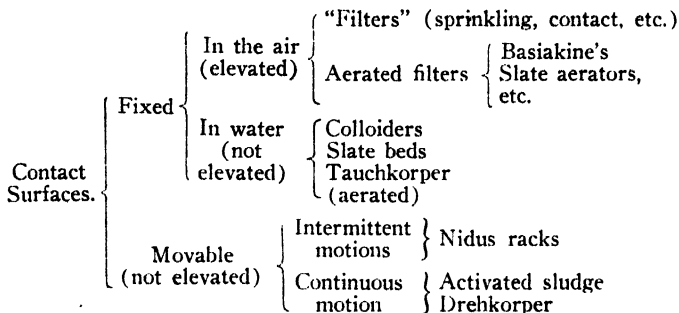 Contact
Surfaces.
Fixed
In the air
(elevated)
“Filters” (sprinkling, contact, etc.)
Aerated filters
Basiakine's
Slate aerators,
etc.
In water
(not
elevated)
Colloiders
Slate beds
Tauchkorper
(aerated)
Movable
(not elevated)
Intermittent
motions
Nidus racks
Continuous
motion
Activated sludge
Drehkorper